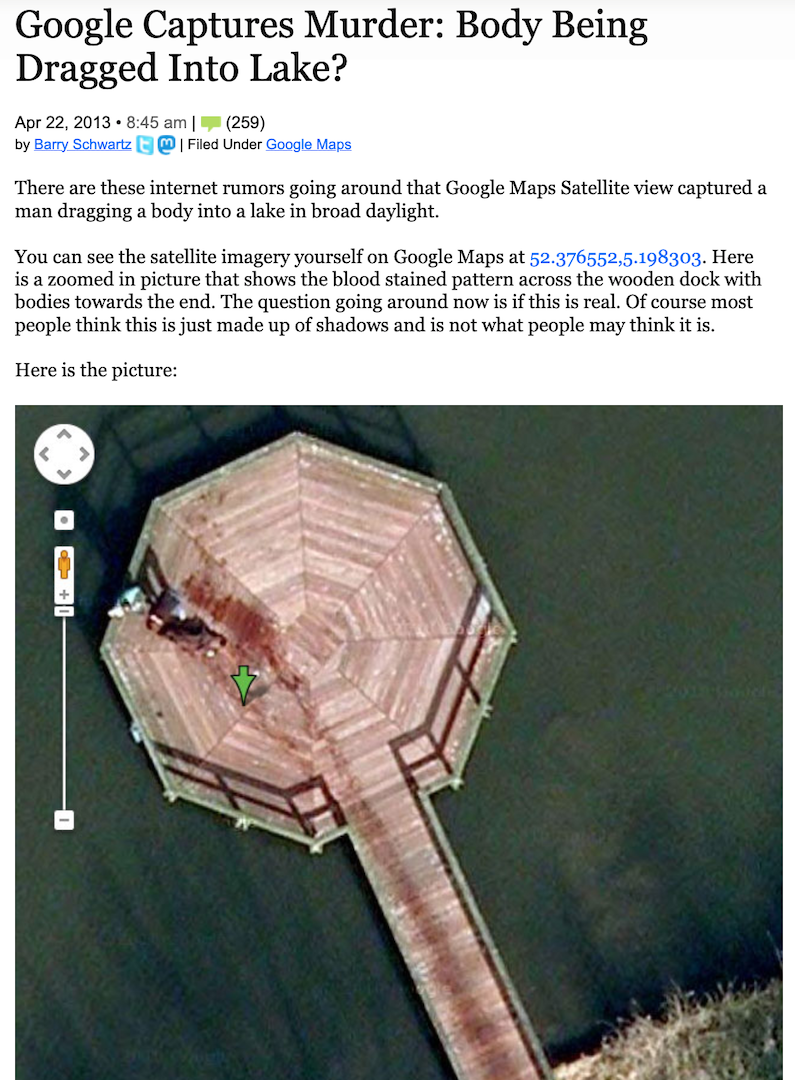 Google Captures Murder: Body Being
Dragged Into Lake?
Apr 22, 2013 • 8:45 am | (259)
by Barry Schwartz | Filed Under Google Maps
There are these internet rumors going around that Google Maps Satellite view captured a
man dragging a body into a lake in broad daylight.
You can see the satellite imagery yourself on Google Maps at 52.376552,5.198303. Here
is a zoomed in picture that shows the blood stained pattern across the wooden dock with
bodies towards the end. The question going around now is if this is real. Of course most
people think this is just made up of shadows and is not what people may think it is.
Here is the picture: